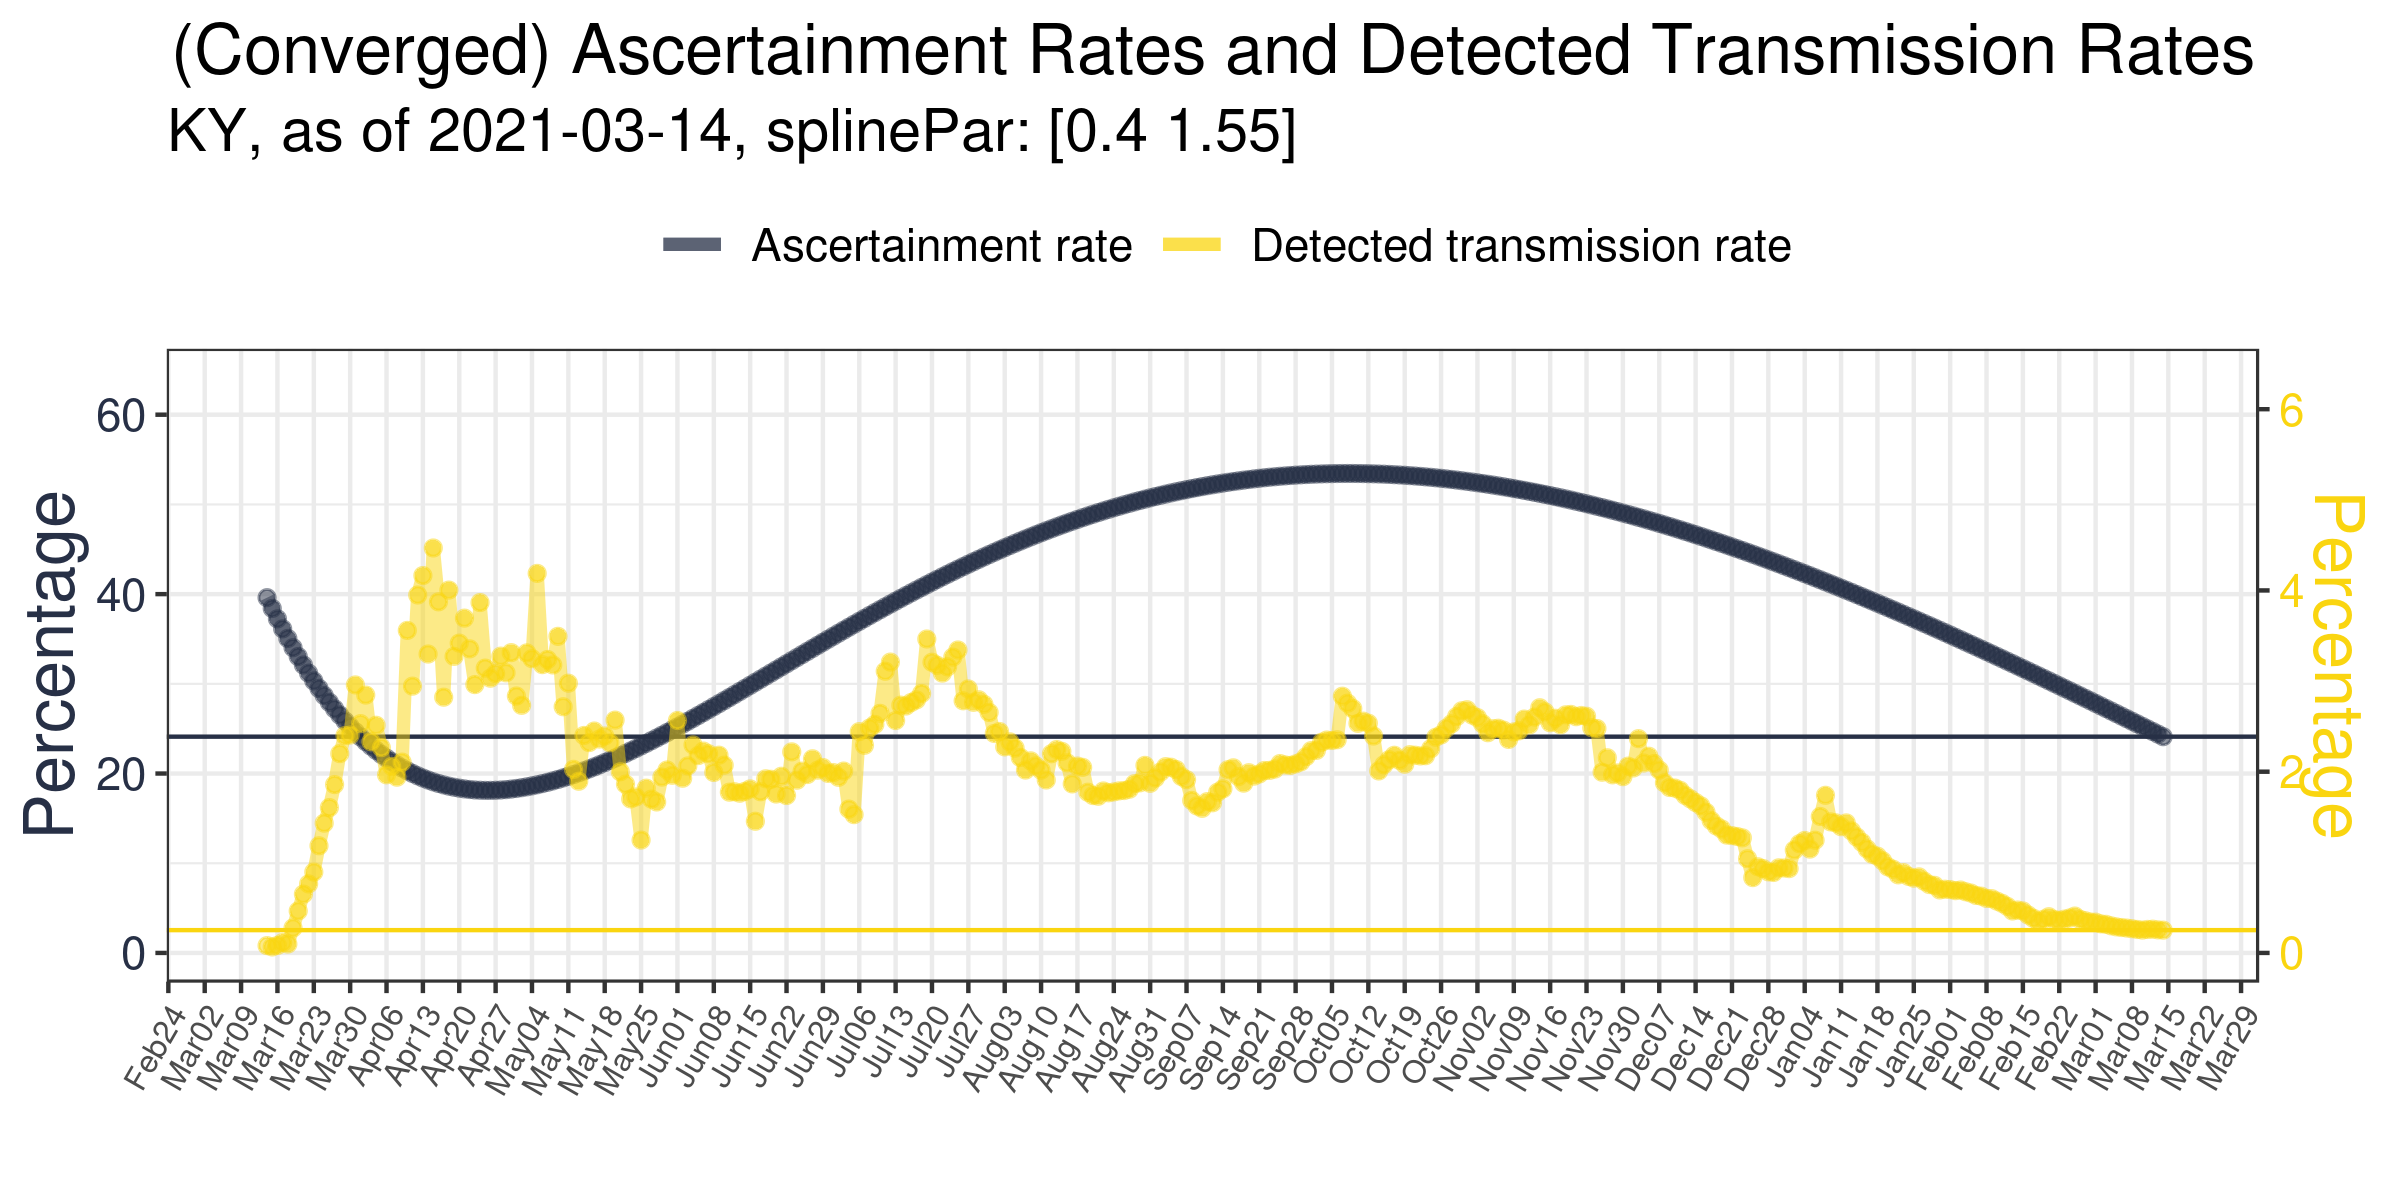 (Converged) Ascertainment Rates and Detected Transmission Rates
KY, as of 2021-03-14, splinePar: [0.4 1.55]
Ascertainment rate Detected transmission rate
Percentage
60
40
20
0
6
4
2
0
Percentage
Feb24 Mar02 Mar09 Mar16 Mar23 Mar30 Apr06 Apr13 Apr20 Apr27 May04 May11 May18 May25 Jun01 Jun08 Jun15 Jun22 Jun29 Jul06 Jul13 Jul20 Jul27 Aug03 Aug10 Aug17 Aug24 Aug31 Sep07 Sep14 Sep21 Sep28 Oct05 Oct12 Oct19 Oct26 Nov02 Nov09 Nov16 Nov23 Nov30 Dec07 Dec14 Dec21 Dec28 Jan04 Jan11 Jan18 Jan25 Feb01 Feb08 Feb15 Feb22 Mar01 Mar08 Mar15 Mar22 Mar29